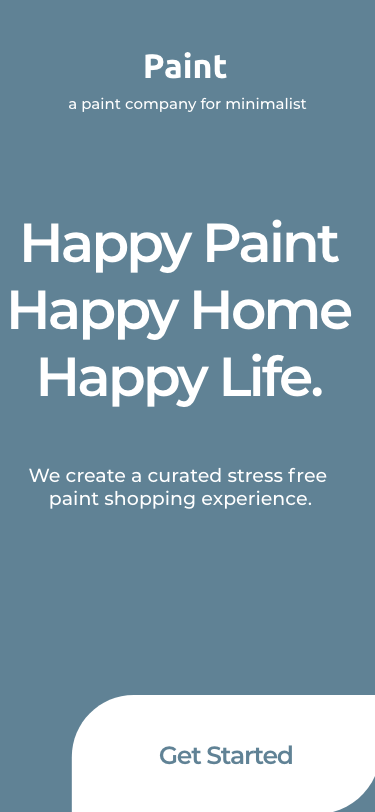 Paint
a paint company for minimalist
Happy Paint
Happy Home
Happy Life.
We create a curated stress free
paint shopping experience.
Get Started